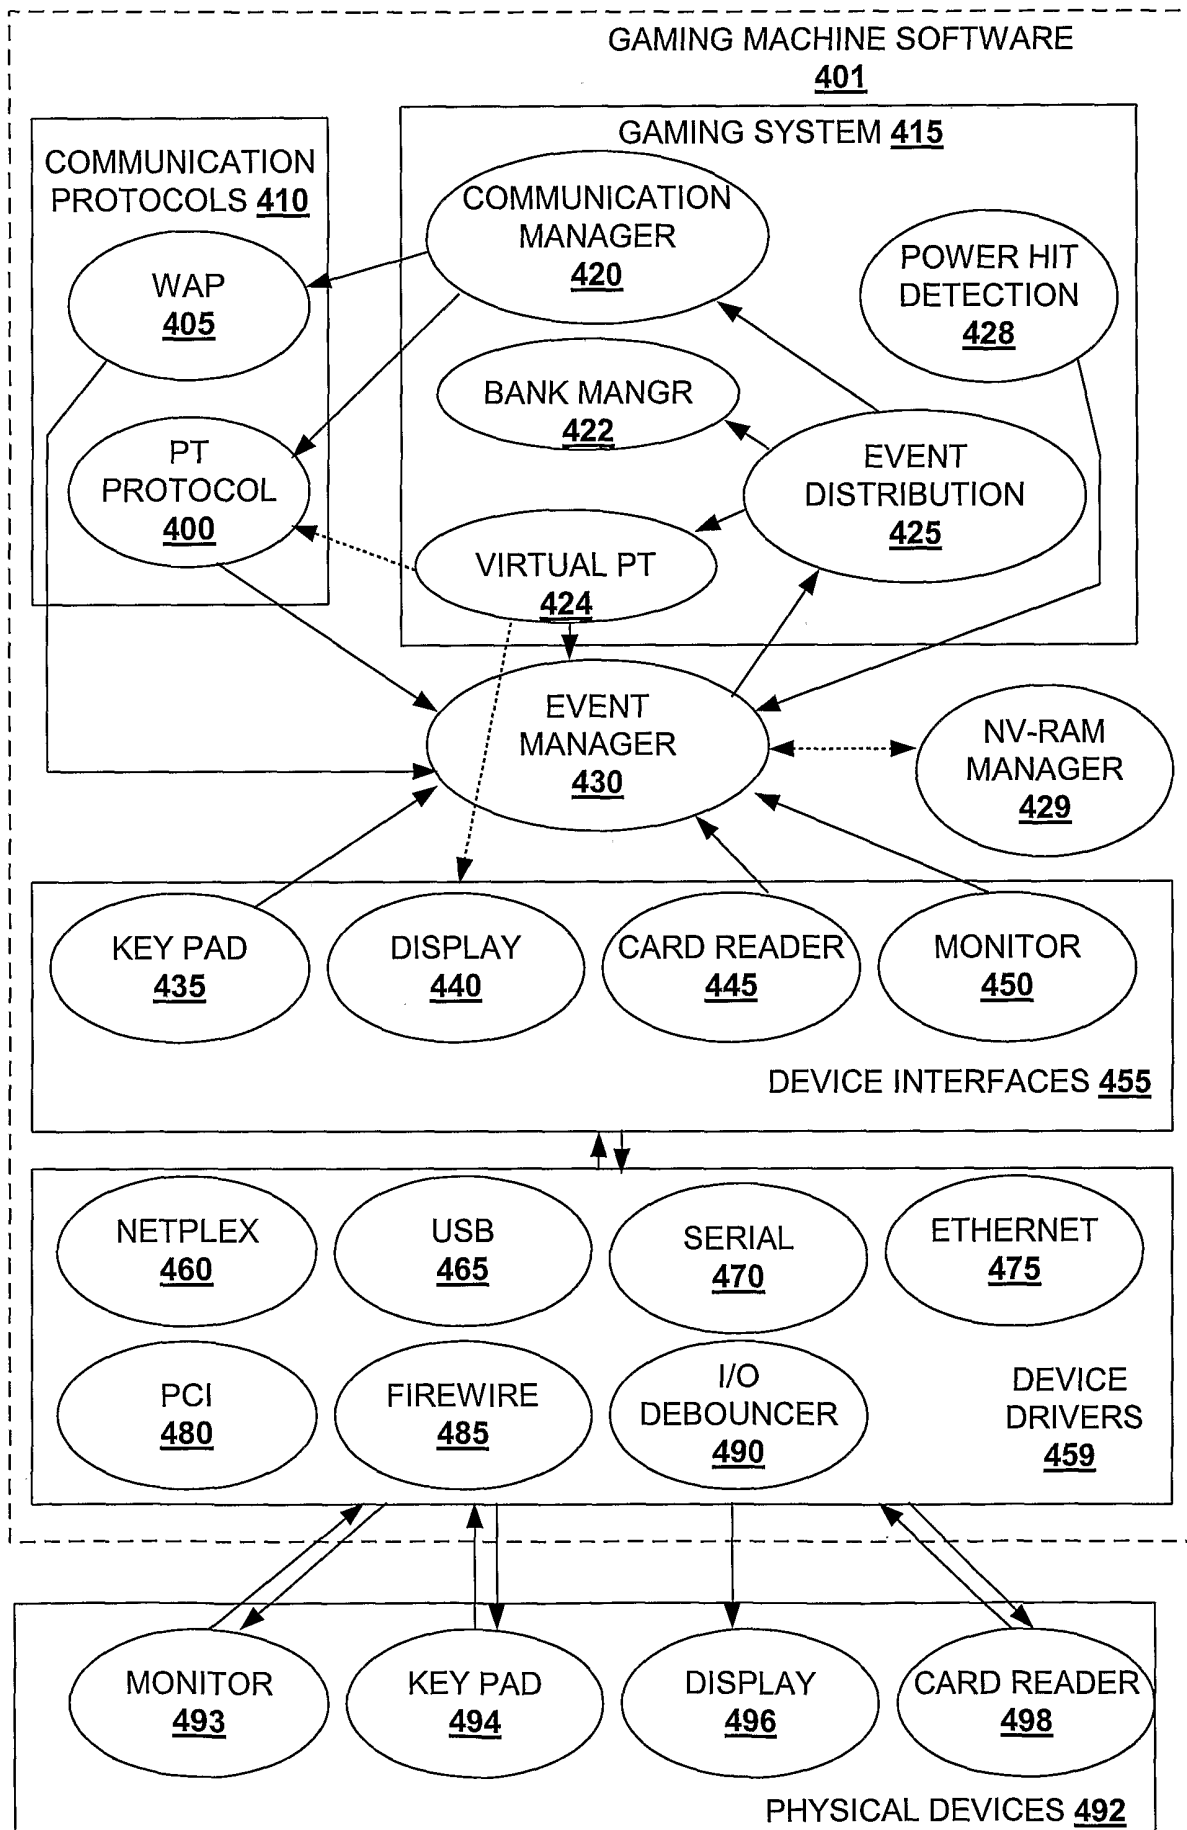 GAMING MACHINE SOFTWARE
401
GAMING SYSTEM 415
COMMUNICATION
PROTOCOLS 410
COMMUNICATION
MANAGER
420
WAP
405
POWER HIT
DETECTION
428
BANK MANGR
422
PT
PROTOCOL
400
EVENT
DISTRIBUTION
425
VIRTUAL PT
424
EVENT
MANAGER
430
NV-RAM
MANAGER
429
KEY PAD
435
DISPLAY
440
CARD READER
445
MONITOR
450
DEVICE INTERFACES 455
NETPLEX
460
USB
465
SERIAL
470
ETHERNET
475
PCI
480
FIREWIRE
485
I/O
DEBOUNCER
490
DEVICE
DRIVERS
459
MONITOR
493
KEY PAD
494
DISPLAY
496
CARD READER
498
PHYSICAL DEVICES 492